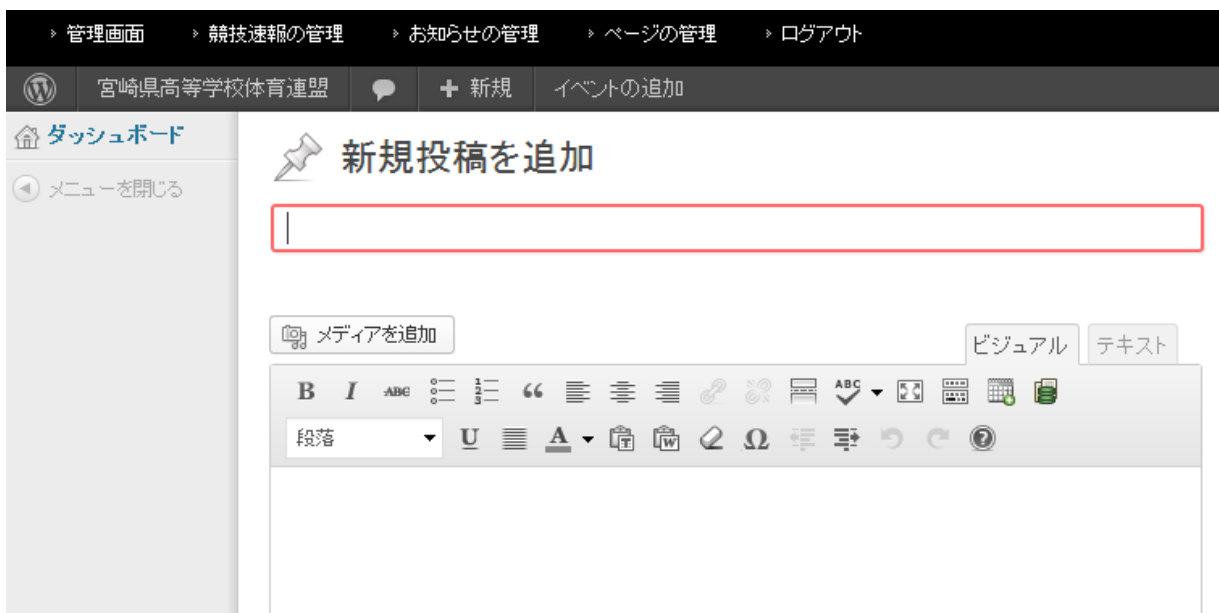 管理画面 競技速報の管理 お知らせの管理 ページの管理 ログアウト
宮崎県高等学校体育連盟 + 新規 イベントの追加
ダッシュボード
メニューを閉じる
新規投稿を追加
メディアを追加
ビジュアル テキスト
B I ABC “ ABC
段落 U A T W Ω ?